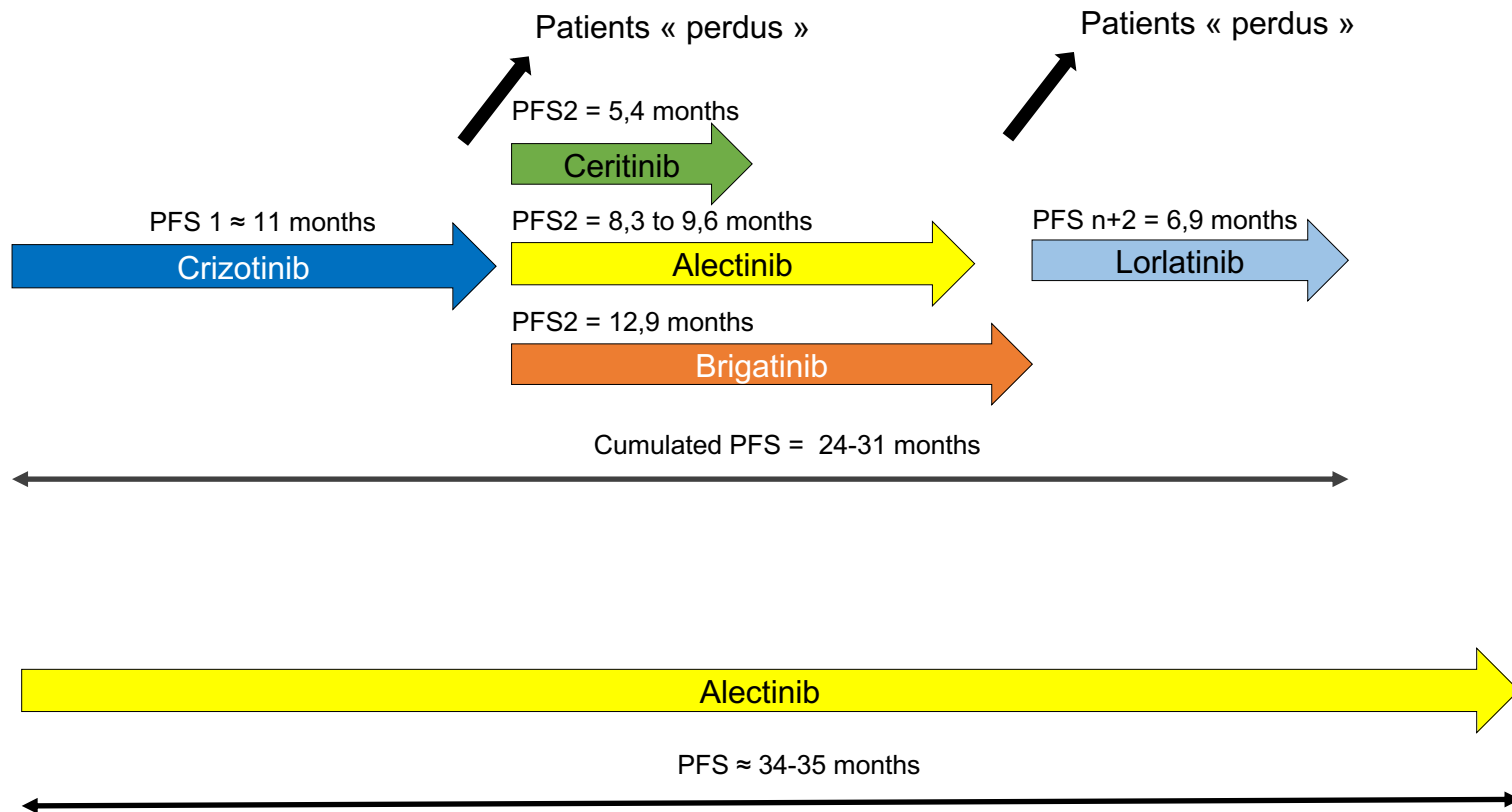 Patients « perdus »
Patients « perdus »
PFS2 = 5,4 months
Ceritinib
PFS 1 ≈ 11 months
PFS2 = 8,3 to 9,6 months
PFS n+2 = 6,9 months
Crizotinib
Alectinib
Lorlatinib
PFS2 = 12,9 months
Brigatinib
Cumulated PFS =  24-31 months
Alectinib
PFS ≈ 34-35 months